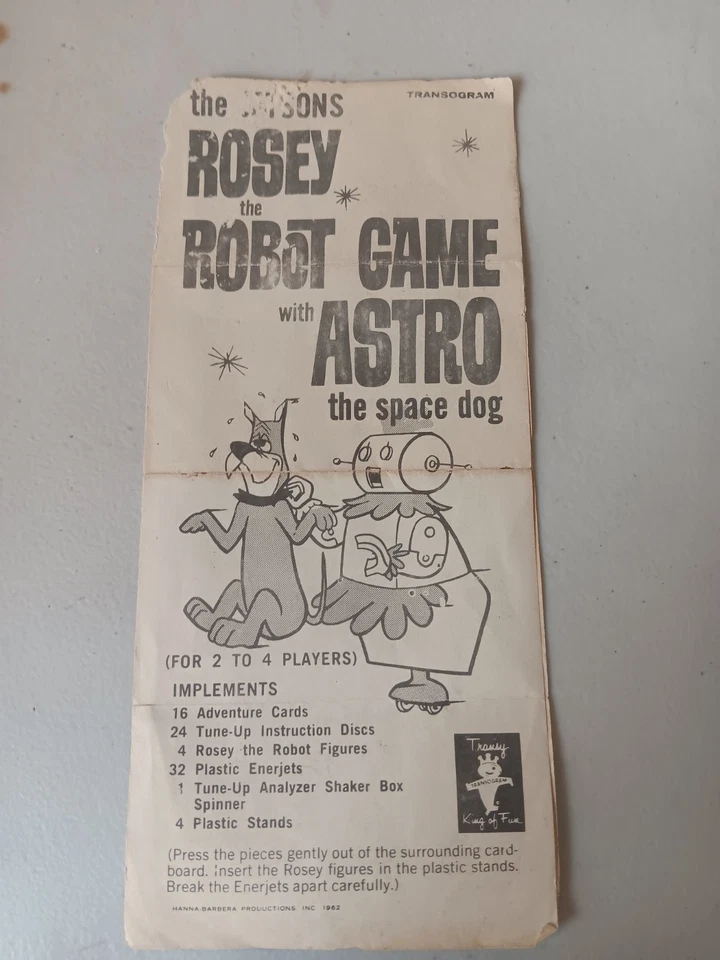 the SONS
TRANSOGRAM
ROSEY
the
ROBOT GAME
with ASTRO
the space dog
(FOR 2 TO 4 PLAYERS)
IMPLEMENTS
16 Adventure Cards
24 Tune-Up Instruction Discs
4 Rosey the Robot Figures
32 Plastic Enerjets
1 Tune-Up Analyzer Shaker Box
Spinner
4 Plastic Stands
Transy
TRANSOGRAM
King of Fun
(Press the pieces gently out of the surrounding card-
board. Insert the Rosey figures in the plastic stands.
Break the Enerjets apart carefully.)
HANNA-BARBERA PRODUCTIONS INC 1962